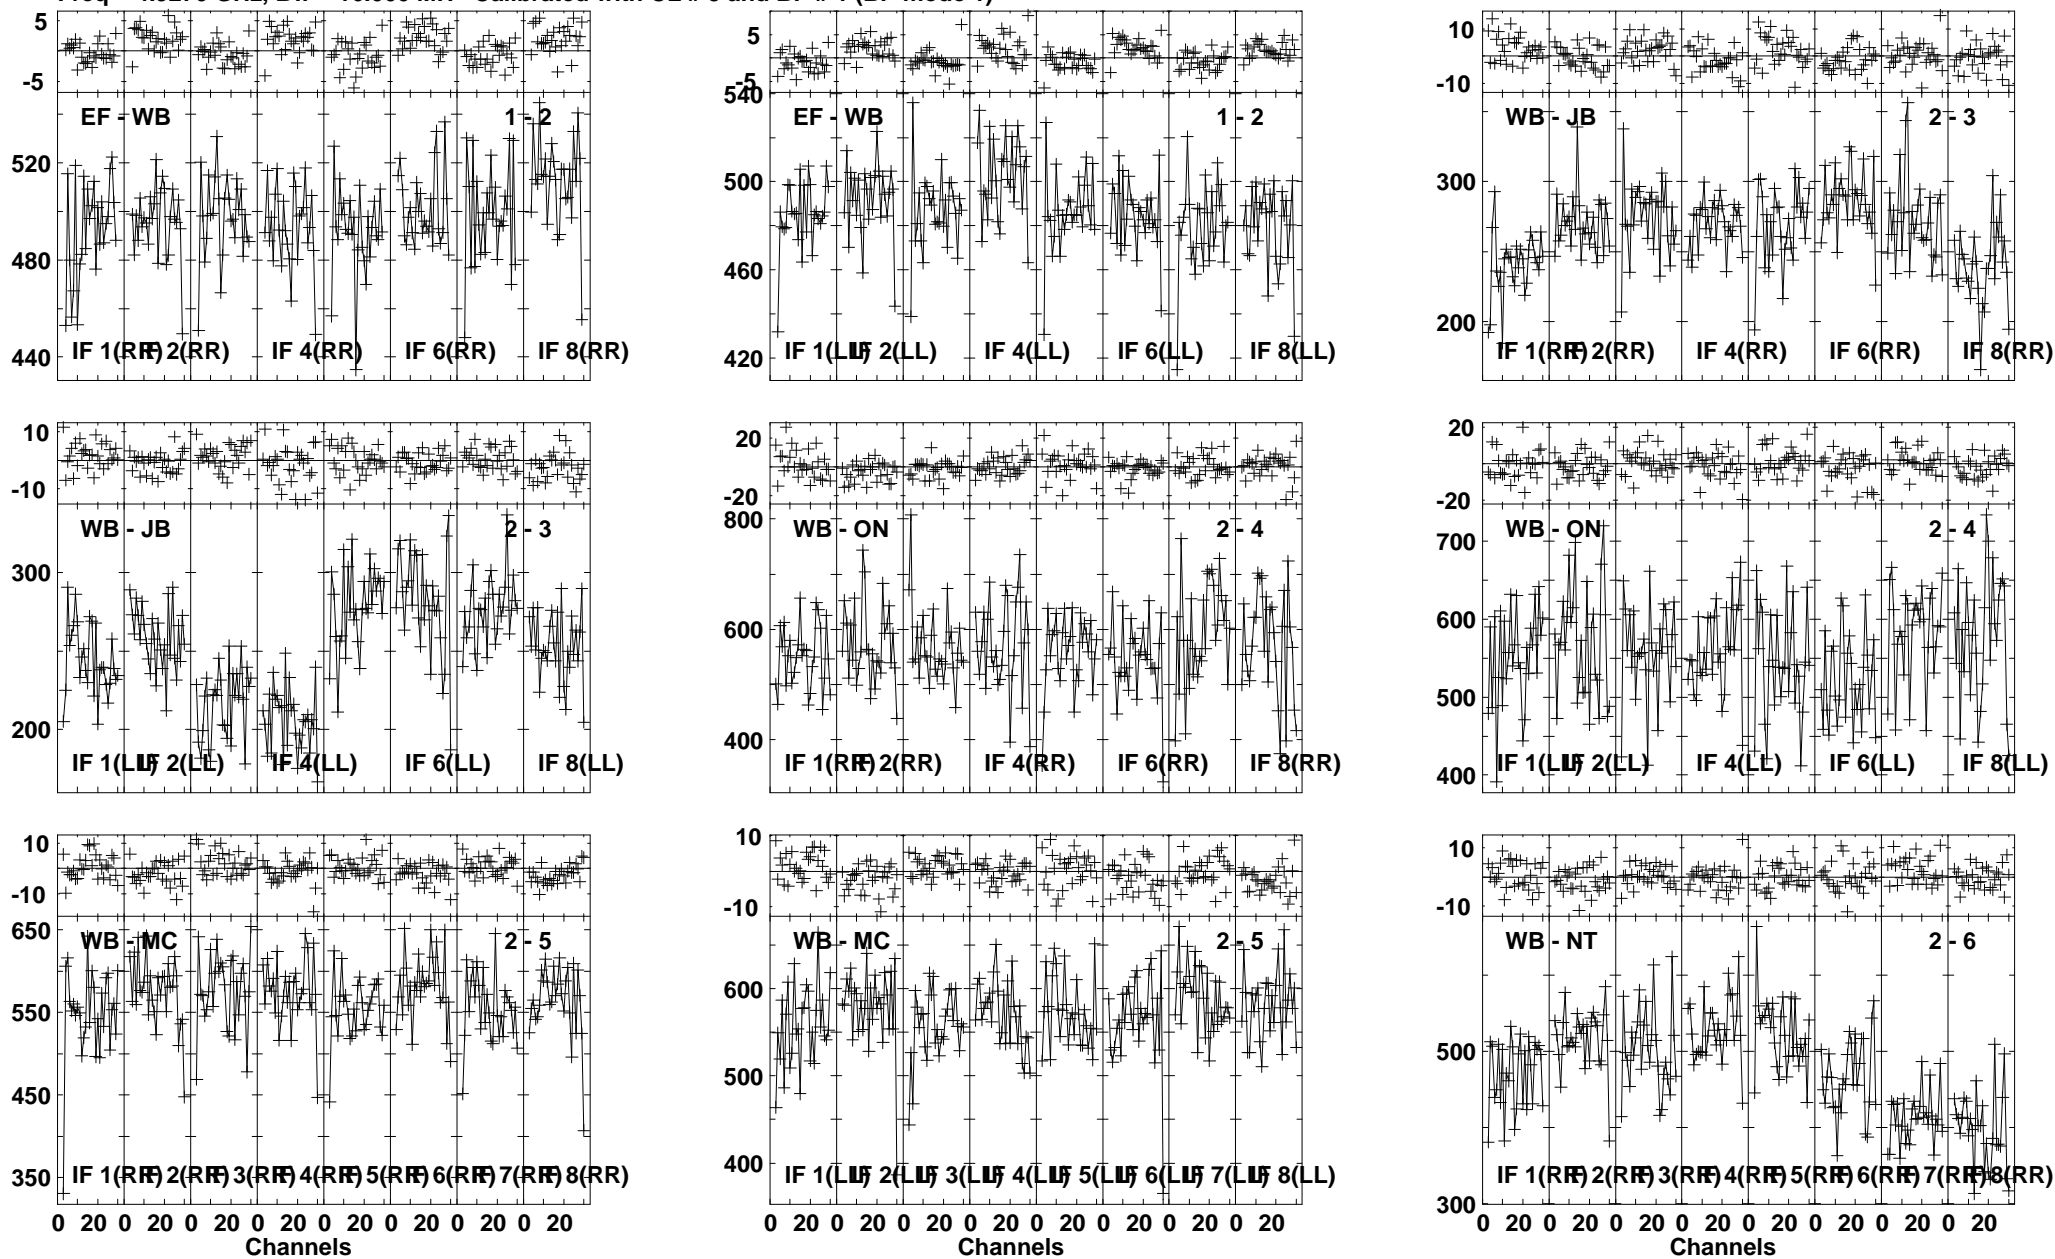 5
-5
EF - WB 1 - 2
520
480
440
IF 1(RR) IF 2(RR) IF 4(RR) IF 6(RR) IF 8(RR)
5
-5
540
EF - WB 1 - 2
500
460
420
IF 1(LL) IF 2(LL) IF 4(LL) IF 6(LL) IF 8(LL)
10
-10
WB - JB 2 - 3
300
200
IF 1(RR) IF 2(RR) IF 4(RR) IF 6(RR) IF 8(RR)
10
-10
WB - JB 2 - 3
300
200
IF 1(LL) IF 2(LL) IF 4(LL) IF 6(LL) IF 8(LL)
20
-20
800
WB - ON 2 - 4
600
400
IF 1(RR) IF 2(RR) IF 4(RR) IF 6(RR) IF 8(RR)
20
-20
WB - ON 2 - 4
700
600
500
400
IF 1(LL) IF 2(LL) IF 4(LL) IF 6(LL) IF 8(LL)
10
-10
650
WB - MC 2 - 5
550
450
350
IF 1(RR) IF 2(RR) IF 3(RR) IF 4(RR) IF 5(RR) IF 6(RR) IF 7(RR) IF 8(RR)
0 20 0 20 0 20 0 20 0 20 0 20 0 20 0 20
Channels
10
-10
WB - MC 2 - 5
600
500
400
IF 1(LL) IF 2(LL) IF 3(LL) IF 4(LL) IF 5(LL) IF 6(LL) IF 7(LL) IF 8(LL)
0 20 0 20 0 20 0 20 0 20 0 20 0 20 0 20
Channels
10
-10
WB - NT 2 - 6
500
300
IF 1(RR) IF 2(RR) IF 3(RR) IF 4(RR) IF 5(RR) IF 6(RR) IF 7(RR) IF 8(RR)
0 20 0 20 0 20 0 20 0 20 0 20 0 20 0 20
Channels